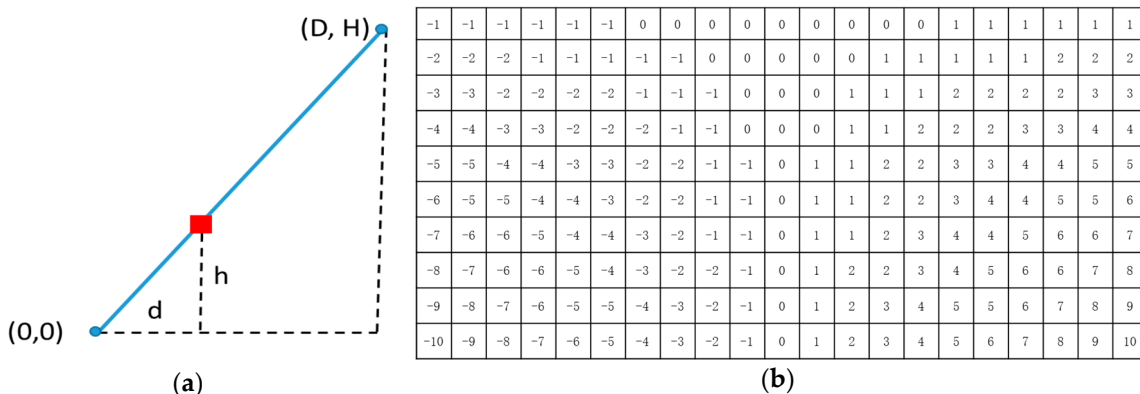 (D, H)
h
d
(0,0)
(a)
-1 -1 -1 -1 -1 -1 0 0 0 0 0 0 0 0 0 1 1 1 1 1 1
-2 -2 -2 -1 -1 -1 -1 -1 0 0 0 0 0 1 1 1 1 1 2 2 2
-3 -3 -2 -2 -2 -2 -1 -1 -1 0 0 0 1 1 1 2 2 2 2 3 3
-4 -4 -3 -3 -2 -2 -2 -1 -1 0 0 0 1 1 2 2 2 3 3 4 4
-5 -5 -4 -4 -3 -3 -2 -2 -1 -1 0 1 1 2 2 3 3 4 4 5 5
-6 -5 -5 -4 -4 -3 -2 -2 -1 -1 0 1 1 2 2 3 4 4 5 5 6
-7 -6 -6 -5 -4 -4 -3 -2 -1 -1 0 1 1 2 3 4 4 5 6 6 7
-8 -7 -6 -6 -5 -4 -3 -2 -2 -1 0 1 2 2 3 4 5 6 6 7 8
-9 -8 -7 -6 -5 -5 -4 -3 -2 -1 0 1 2 3 4 5 5 6 7 8 9
-10 -9 -8 -7 -6 -5 -4 -3 -2 -1 0 1 2 3 4 5 6 7 8 9 10
(b)